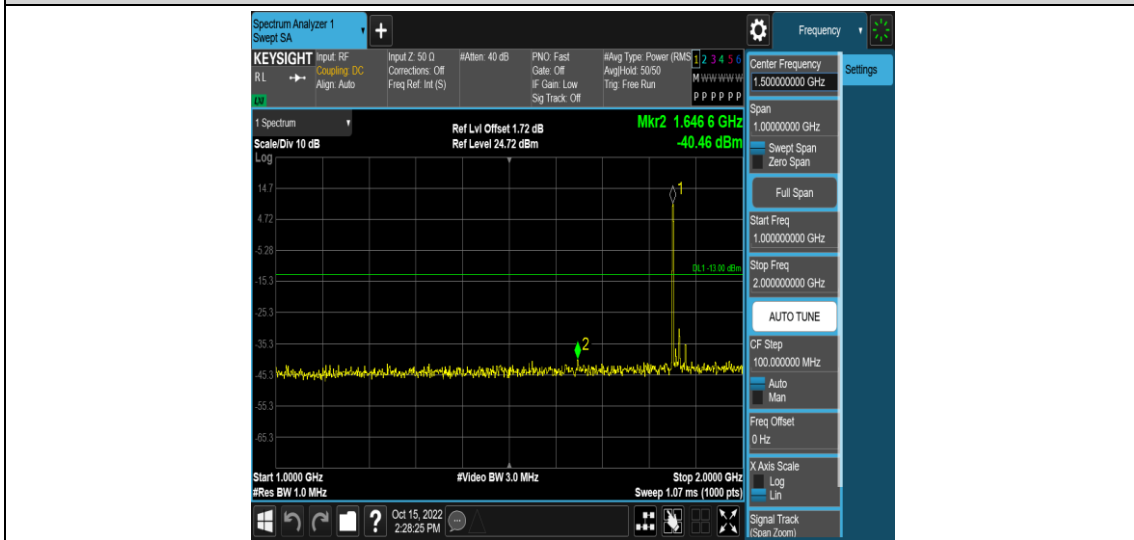 Spectrum Analyzer 1
Swept SA
+
Frequency
KEYSIGHT
RL
LXI
Input: RF
Coupling: DC
Align: Auto
Input Z: 50 Ω
Corrections: Off
Freq Ref: Int (S)
#Atten: 40 dB
PNO: Fast
Gate: Off
IF Gain: Low
Sig Track: Off
#Avg Type: Power (RMS
Avg|Hold: 50/50
Trig: Free Run
1 2 3 4 5 6
M W W W W W
P P P P P P
1 Spectrum
Scale/Div 10 dB
Log
Ref Lvl Offset 1.72 dB
Ref Level 24.72 dBm
Mkr2 1.646 6 GHz
-40.46 dBm
14.7
4.72
-5.28
-15.3
-25.3
-35.3
-45.3
-55.3
-65.3
1
DL1 -13.00 dBm
2
Start 1.0000 GHz
#Res BW 1.0 MHz
#Video BW 3.0 MHz
Stop 2.0000 GHz
Sweep 1.07 ms (1000 pts)
Center Frequency
1.500000000 GHz
Settings
Span
1.00000000 GHz
Swept Span
Zero Span
Full Span
Start Freq
1.000000000 GHz
Stop Freq
2.000000000 GHz
AUTO TUNE
CF Step
100.000000 MHz
Auto
Man
Freq Offset
0 Hz
X Axis Scale
Log
Lin
Signal Track
(Span Zoom)
?
Oct 15, 2022
2:28:25 PM